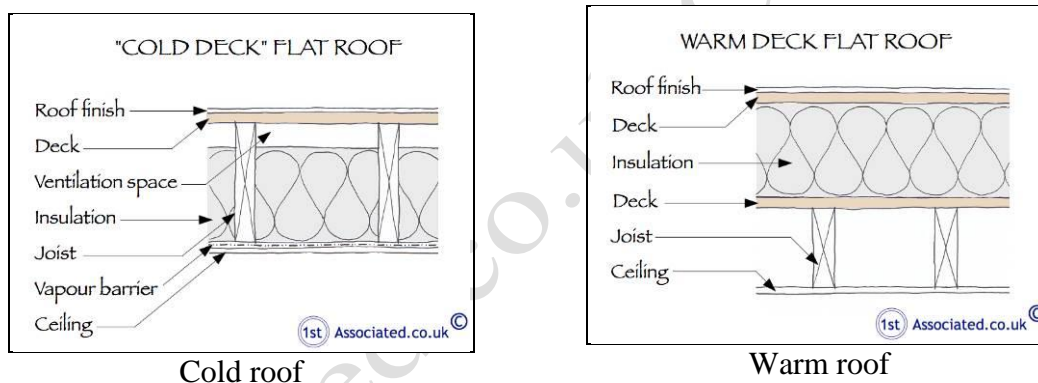 "COLD DECK" FLAT ROOF
Roof finish
Deck
Ventilation space
Insulation
Joist
Vapour barrier
Ceiling
1st Associated.co.uk ©
Cold roof
WARM DECK FLAT ROOF
Roof finish
Deck
Insulation
Deck
Joist
Ceiling
1st Associated.co.uk ©
Warm roof